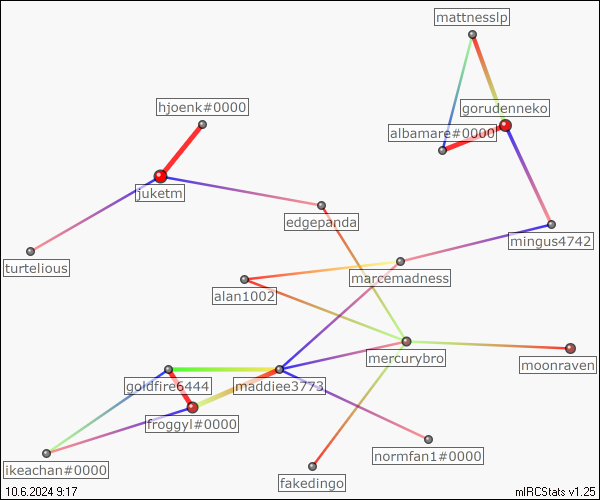 mattnesslp
hjoenk#0000
gorudenneko
albamare#0000
juketm
edgepanda
mingus4742
turtelious
marcemadness
alan1002
mercurybro
moonraven
goldfire6444
maddiee3773
froggyl#0000
normfan1#0000
ikeachan#0000
fakedingo
10.6.2024 9:17
mIRCStats v1.25